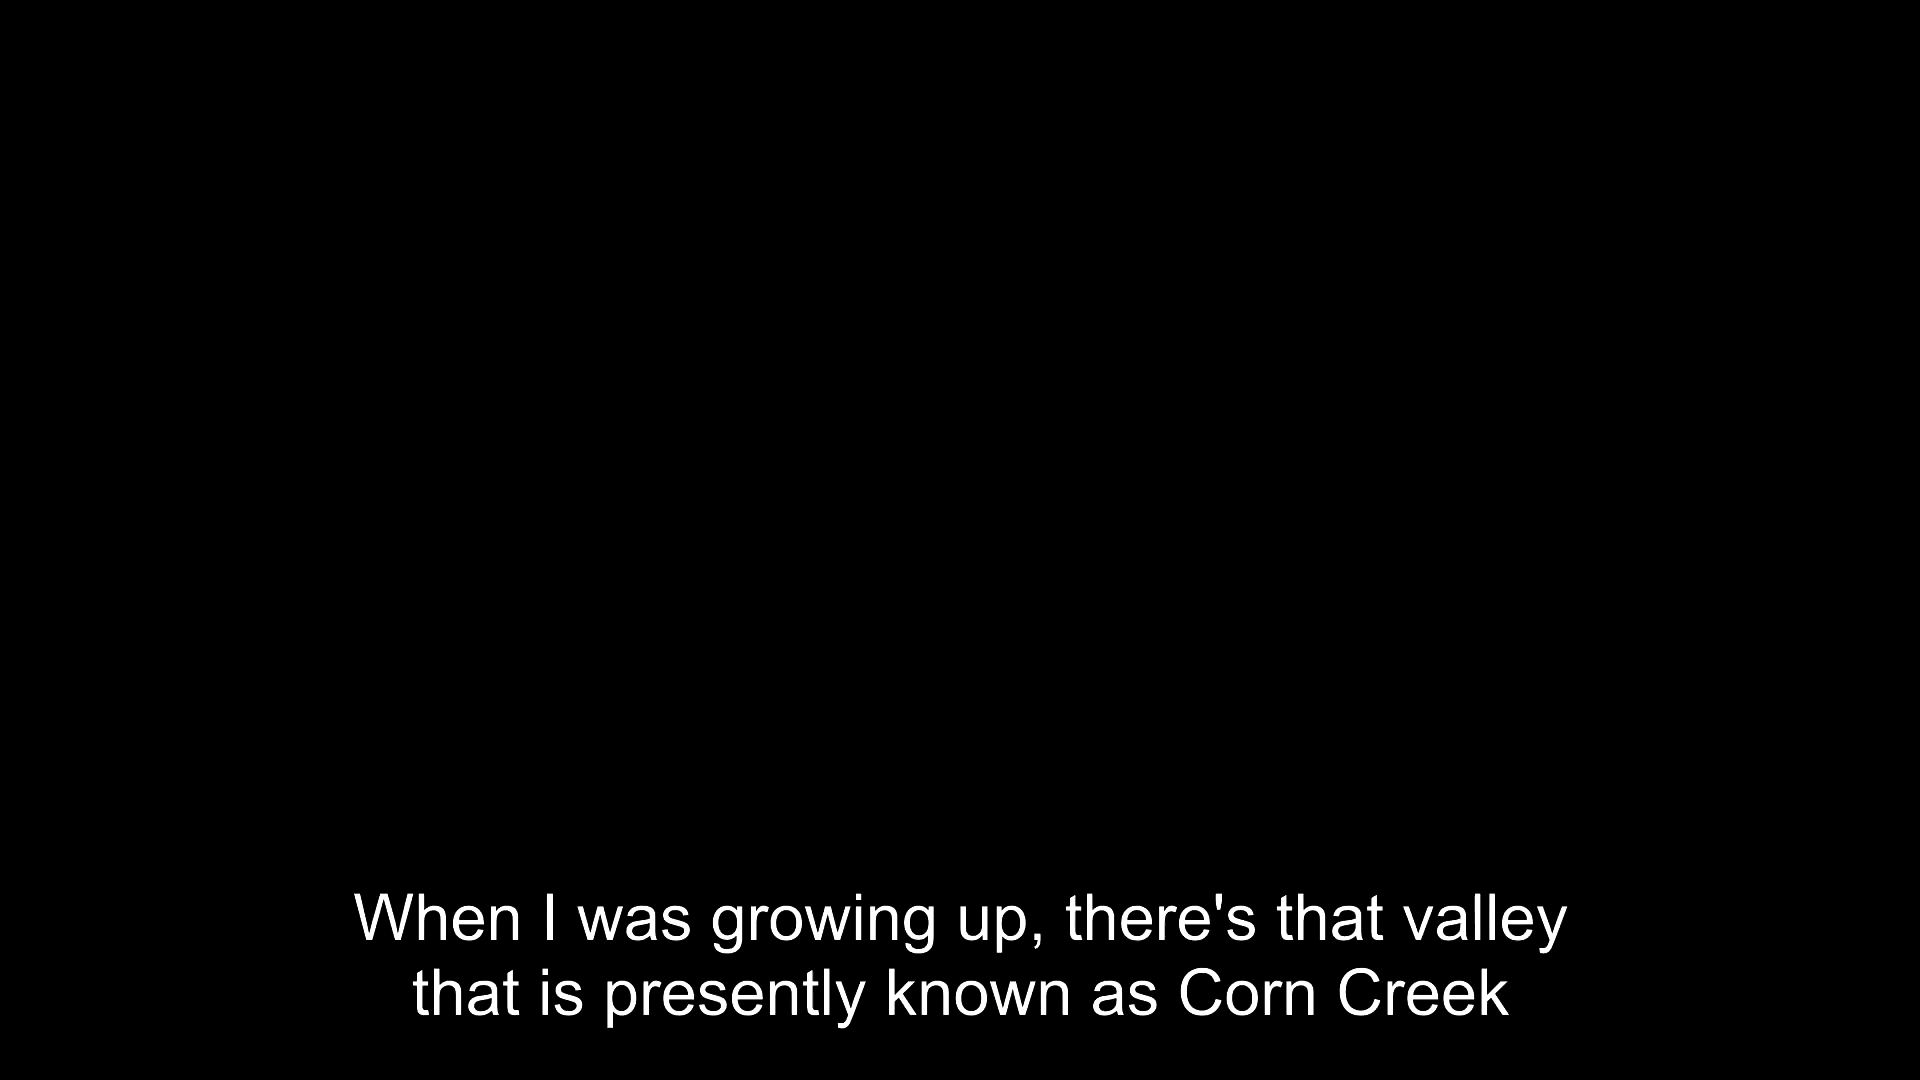 When I was growing up, there's that valley
that is presently known as Corn Creek